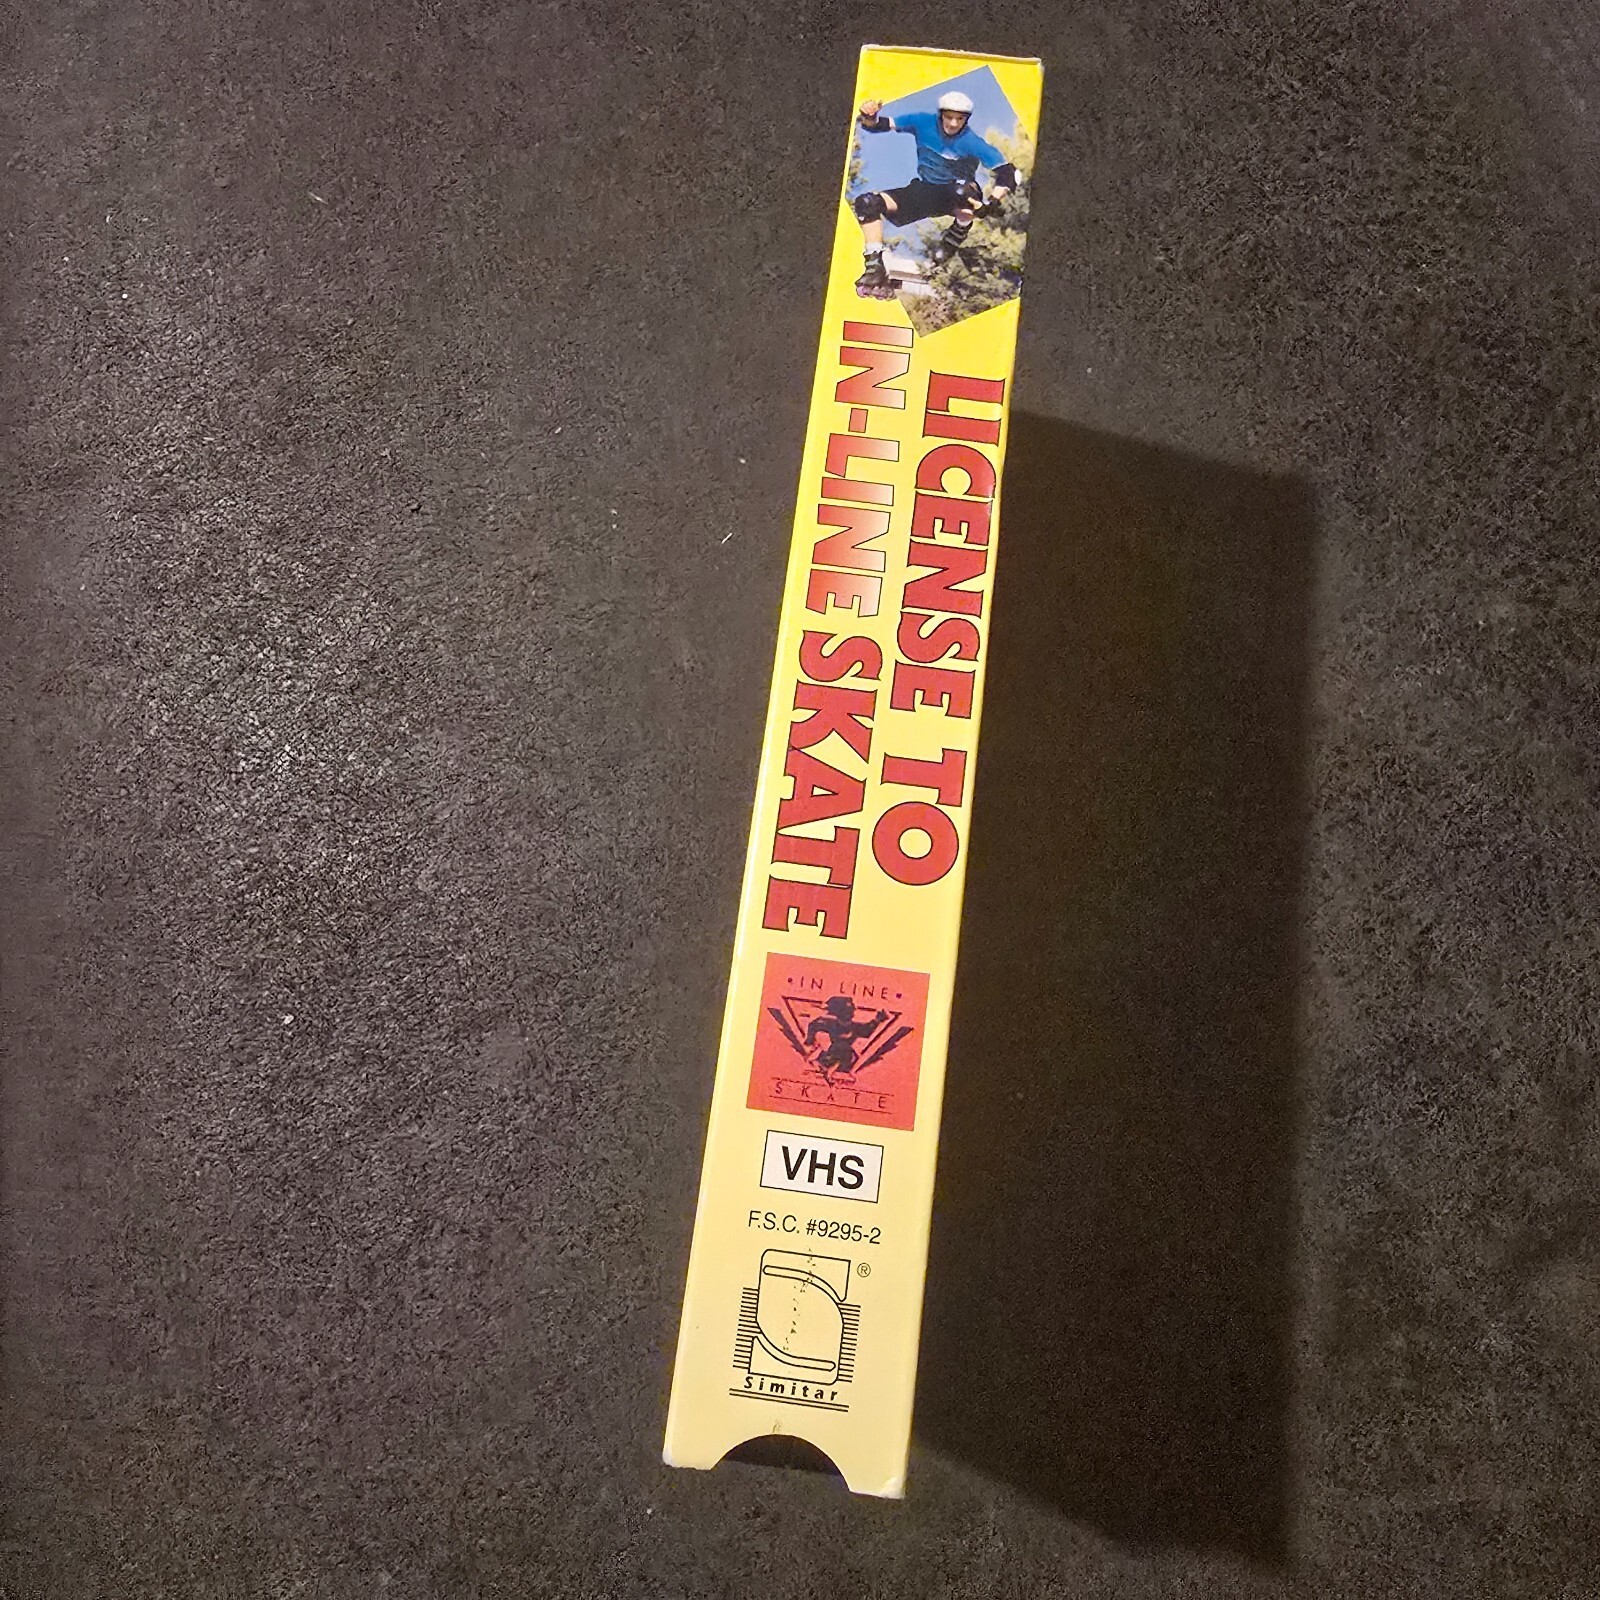 LICENSE TO
IN-LINE SKATE
•IN LINE•
SKATE
VHS
F.S.C. #9295-2
®
Simitar